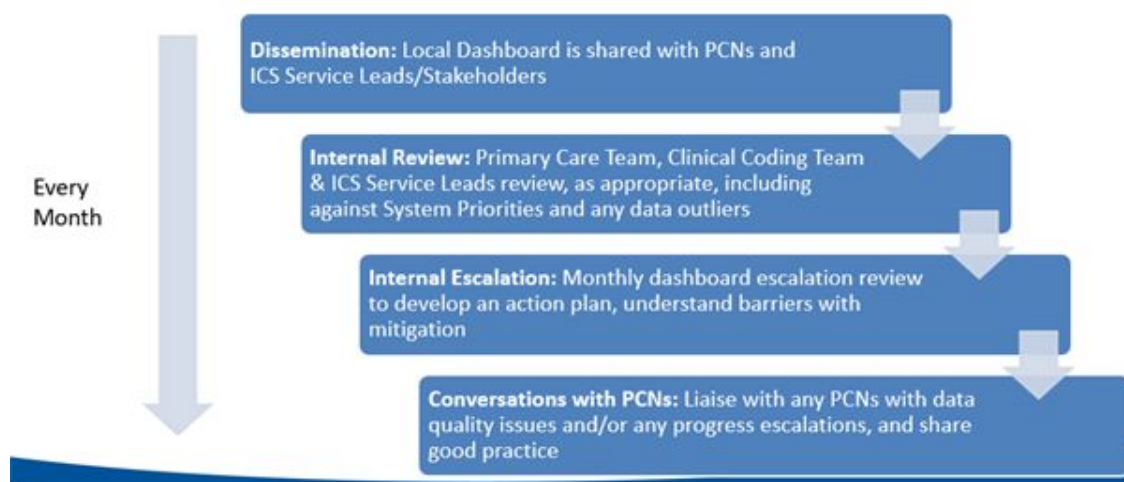 Dissemination: Local Dashboard is shared with PCNs and
ICS Service Leads/Stakeholders
Internal Review: Primary Care Team, Clinical Coding Team
& ICS Service Leads review, as appropriate, including
against System Priorities and any data outliers
Every
Month
Internal Escalation: Monthly dashboard escalation review
to develop an action plan, understand barriers with
mitigation
Conversations with PCNs: Liaise with any PCNs with data
quality issues and/or any progress escalations, and share
good practice